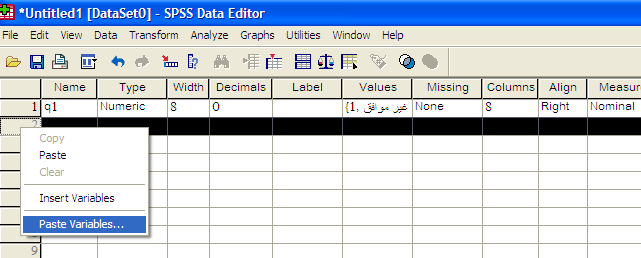 *Untitled1 [DataSet0] - SPSS Data Editor
File Edit View Data Transform Analyze Graphs Utilities Window Help
Name Type Width Decimals Label Values Missing Columns Align Measur
1 q1 Numeric 8 0 {1, غير موافق None 8 Right Nominal
2
Copy
Paste
Clear
Insert Variables
Paste Variables...
9